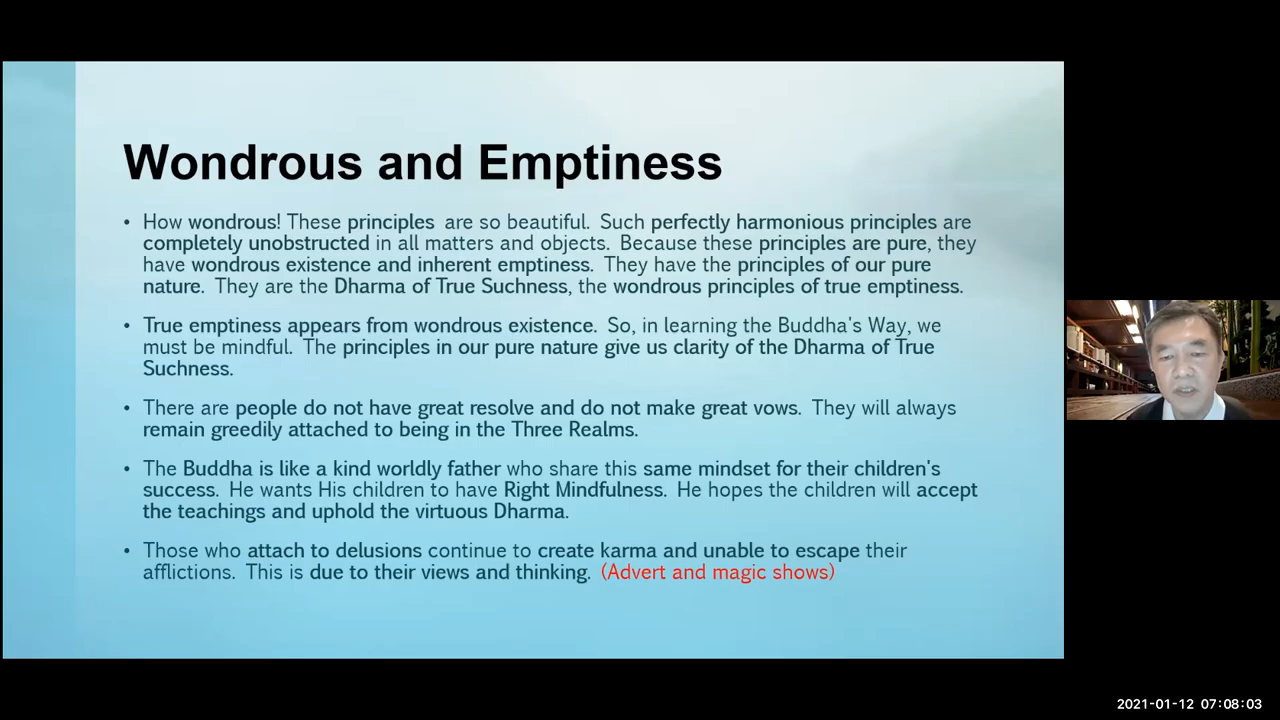 Wondrous and Emptiness
• How wondrous! These principles are so beautiful. Such perfectly harmonious principles are
completely unobstructed in all matters and objects. Because these principles are pure, they
have wondrous existence and inherent emptiness. They have the principles of our pure
nature. They are the Dharma of True Suchness, the wondrous principles of true emptiness.
• True emptiness appears from wondrous existence. So, in learning the Buddha's Way, we
must be mindful. The principles in our pure nature give us clarity of the Dharma of True
Suchness.
• There are people do not have great resolve and do not make great vows. They will always
remain greedily attached to being in the Three Realms.
• The Buddha is like a kind worldly father who share this same mindset for their children's
success. He wants His children to have Right Mindfulness. He hopes the children will accept
the teachings and uphold the virtuous Dharma.
• Those who attach to delusions continue to create karma and unable to escape their
afflictions. This is due to their views and thinking. (Advert and magic shows)
2021-01-12 07:08:03